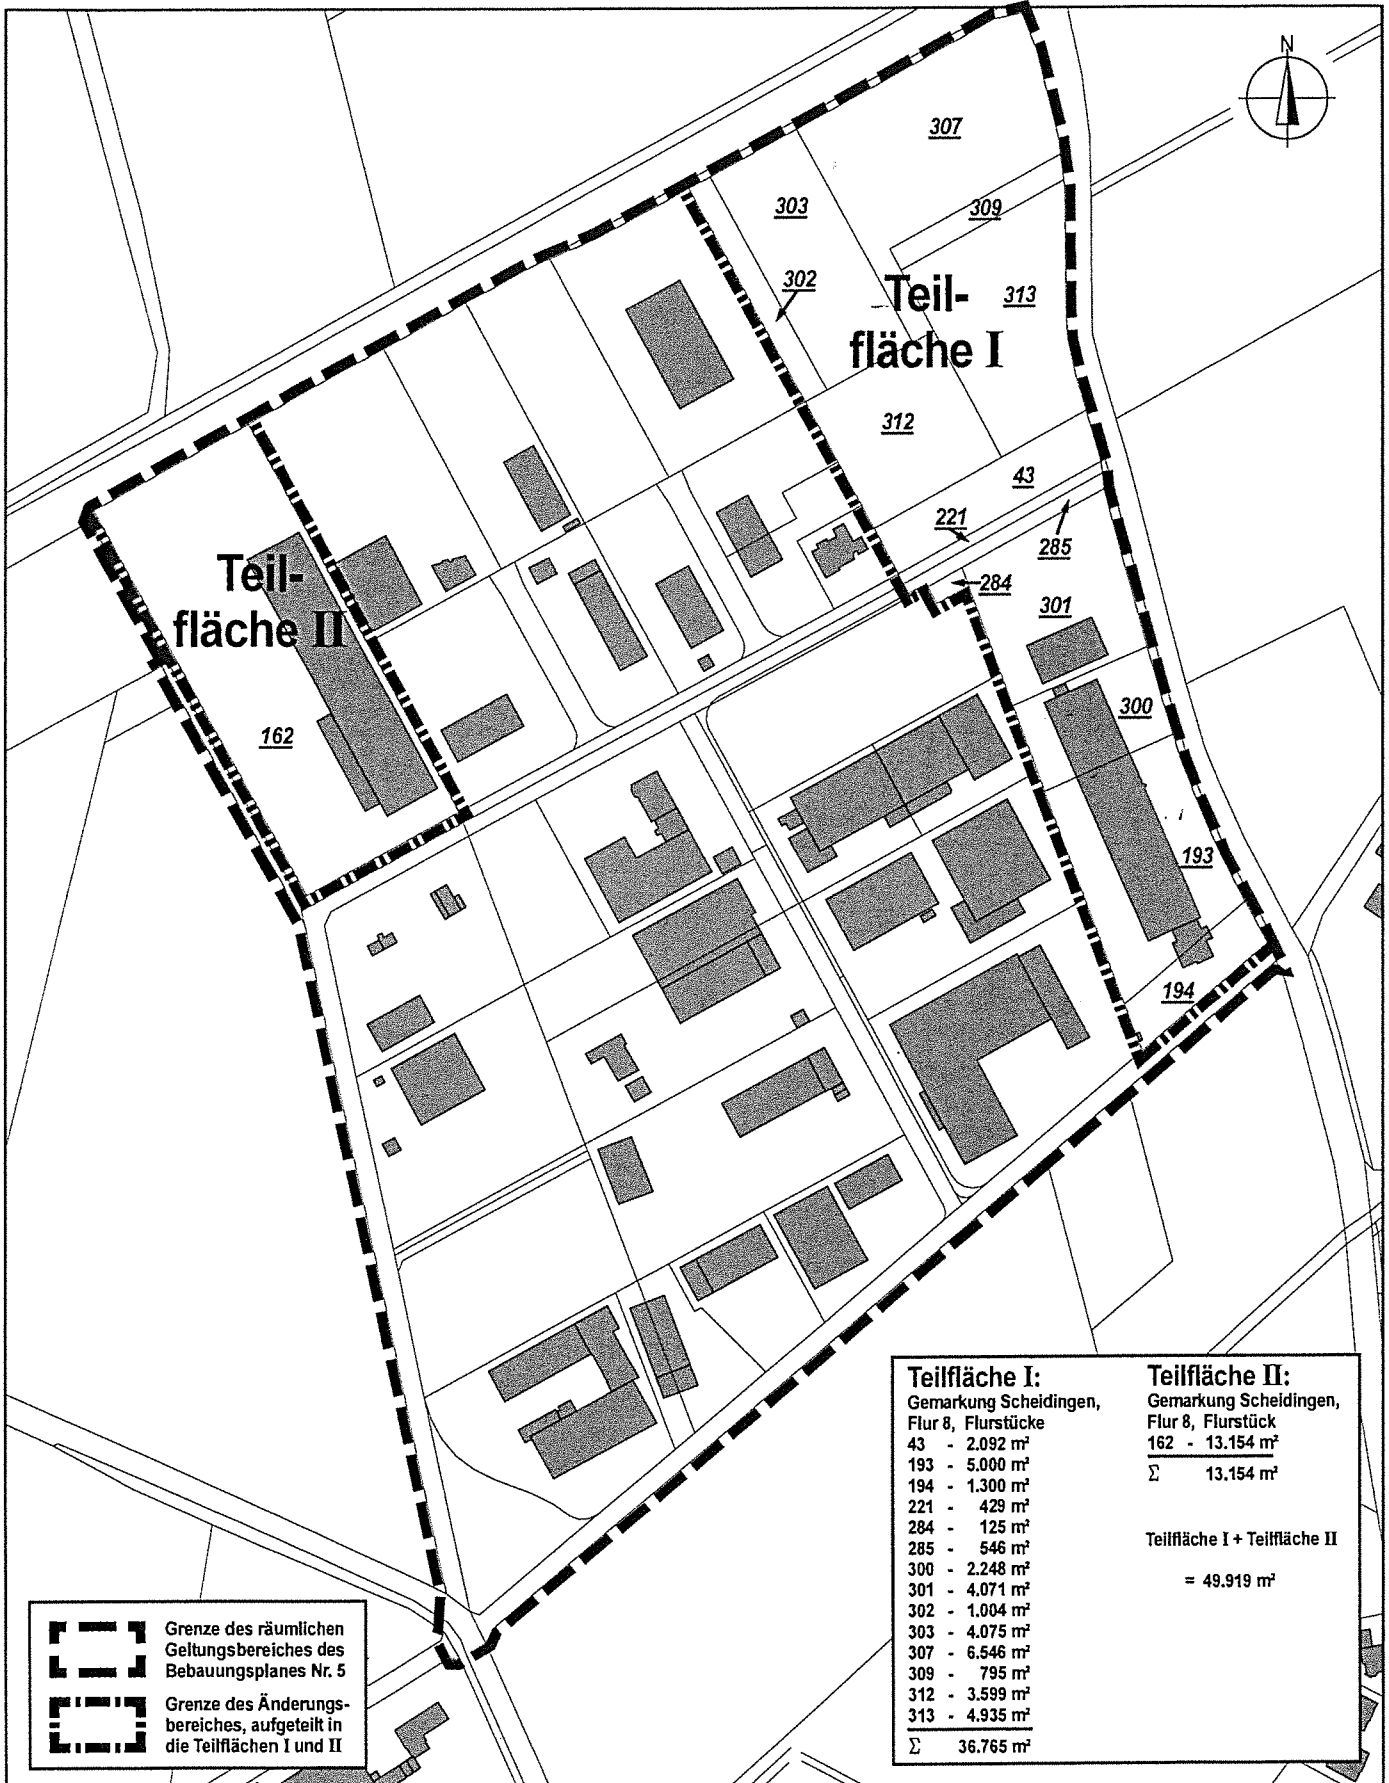 N
307
303
309
302
Teil-
fläche I
313
312
43
221
285
284
301
Teil-
fläche II
162
300
193
194
Teilfläche I:
Gemarkung Scheidingen,
Flur 8, Flurstücke
43 - 2.092 m²
193 - 5.000 m²
194 - 1.300 m²
221 - 429 m²
284 - 125 m²
285 - 546 m²
300 - 2.248 m²
301 - 4.071 m²
302 - 1.004 m²
303 - 4.075 m²
307 - 6.546 m²
309 - 795 m²
312 - 3.599 m²
313 - 4.935 m²
Σ 36.765 m²
Teilfläche II:
Gemarkung Scheidingen,
Flur 8, Flurstück
162 - 13.154 m²
Σ 13.154 m²
Teilfläche I + Teilfläche II
= 49.919 m²
Grenze des räumlichen
Geltungsbereiches des
Bebauungsplanes Nr. 5
Grenze des Änderungs-
bereiches, aufgeteilt in
die Teilflächen I und II